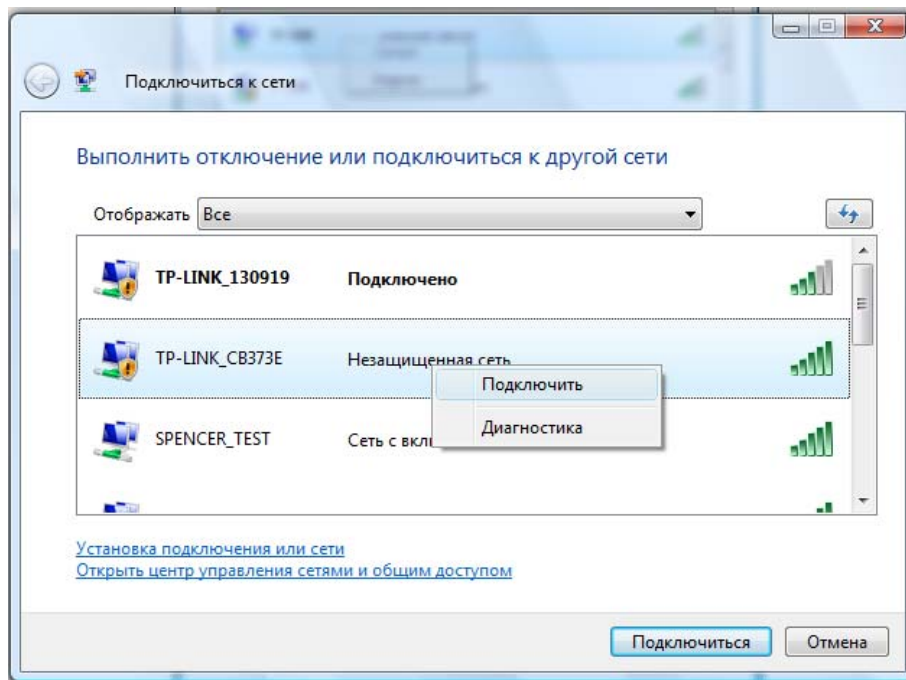 Подключиться к сети
Выполнить отключение или подключиться к другой сети
Отображать Все
TP-LINK_130919 Подключено
TP-LINK_CB373E Незащищенная сеть
Подключить
SPENCER_TEST Сеть с вкл
Диагностика
Установка подключения или сети
Открыть центр управления сетями и общим доступом
Подключиться Отмена